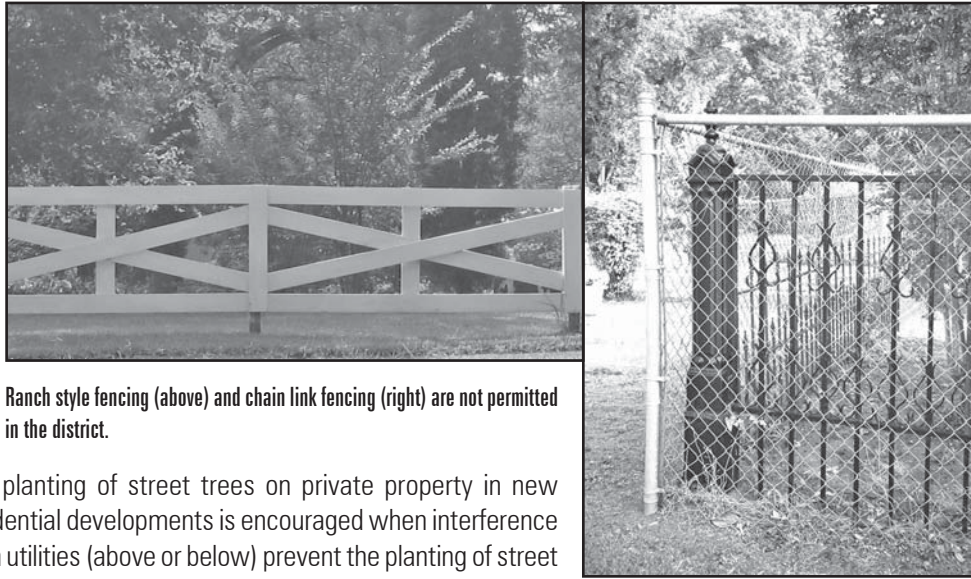 Ranch style fencing (above) and chain link fencing (right) are not permitted
in the district.
planting of street trees on private property in new
dential developments is encouraged when interference
utilities (above or below) prevent the planting of street